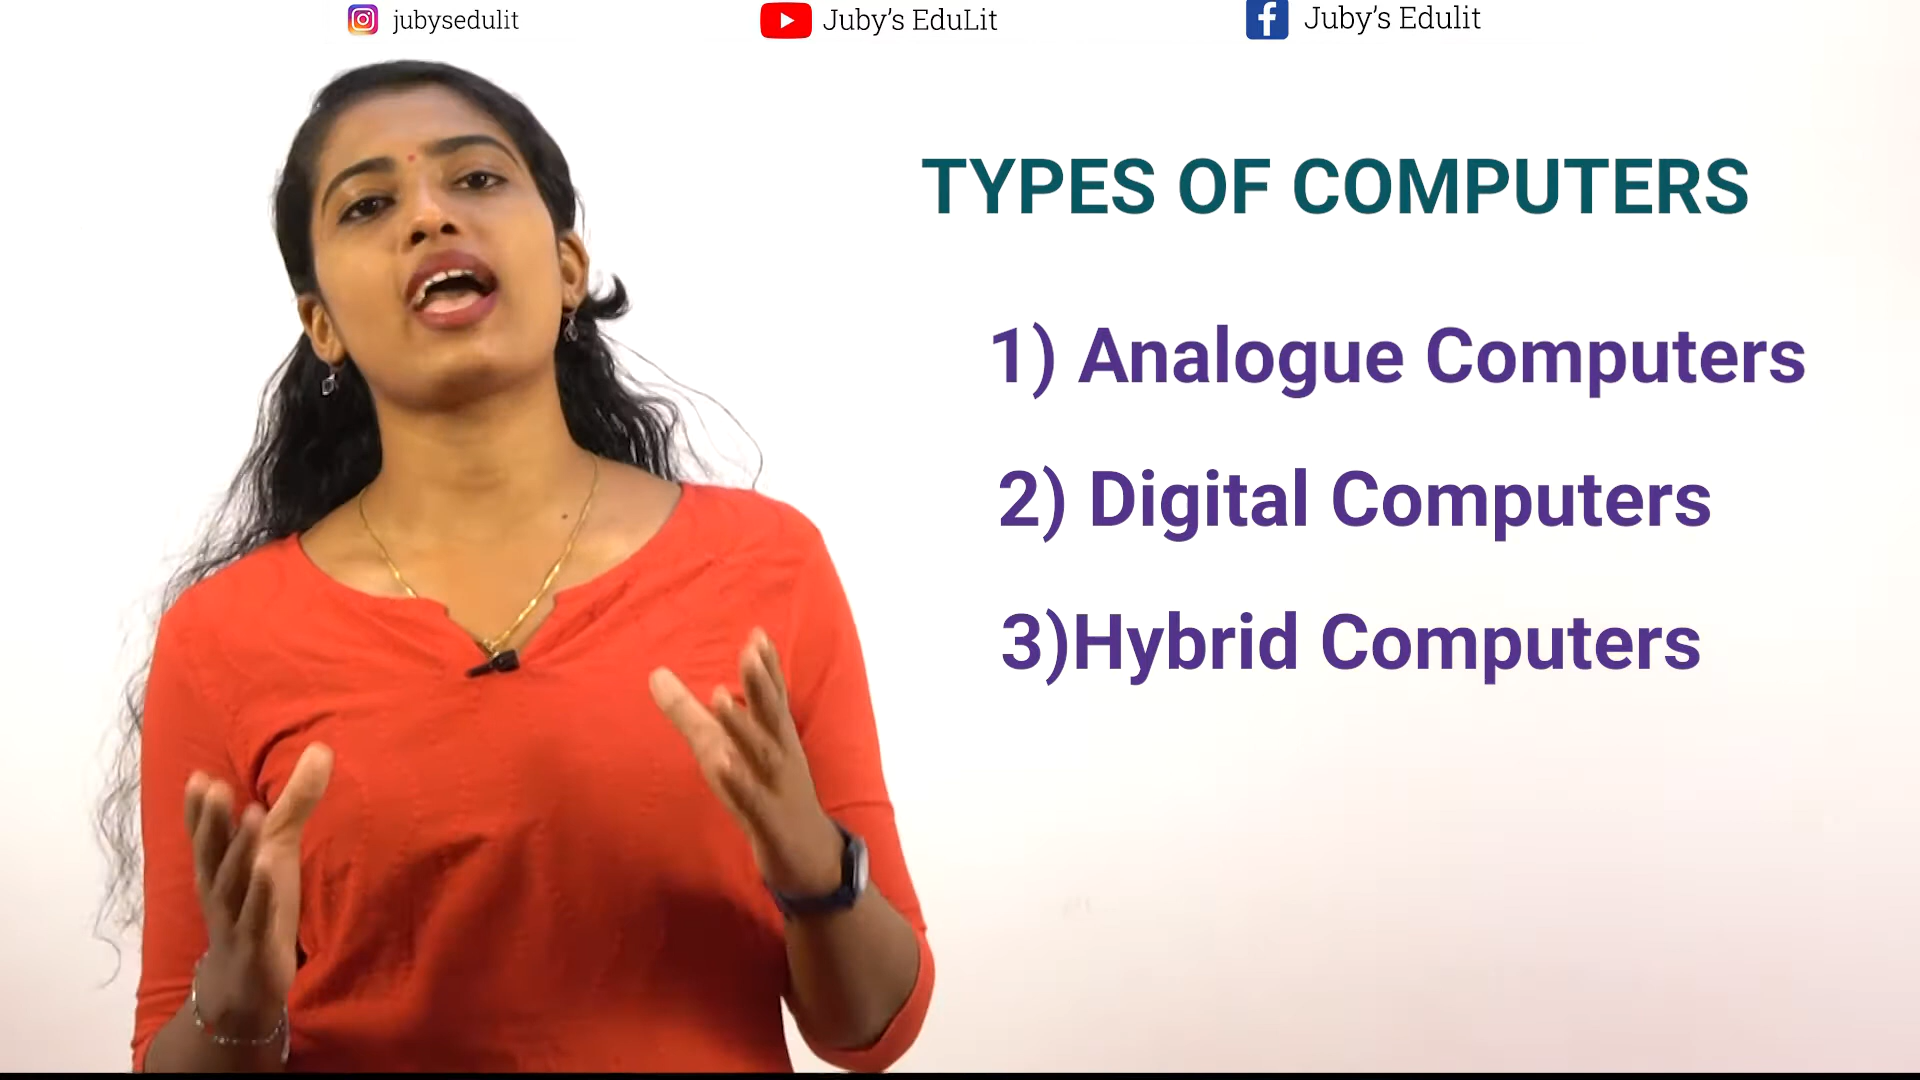 jubysedulit
Juby's EduLit
Juby's Edulit
TYPES OF COMPUTERS
1) Analogue Computers
2) Digital Computers
3)Hybrid Computers